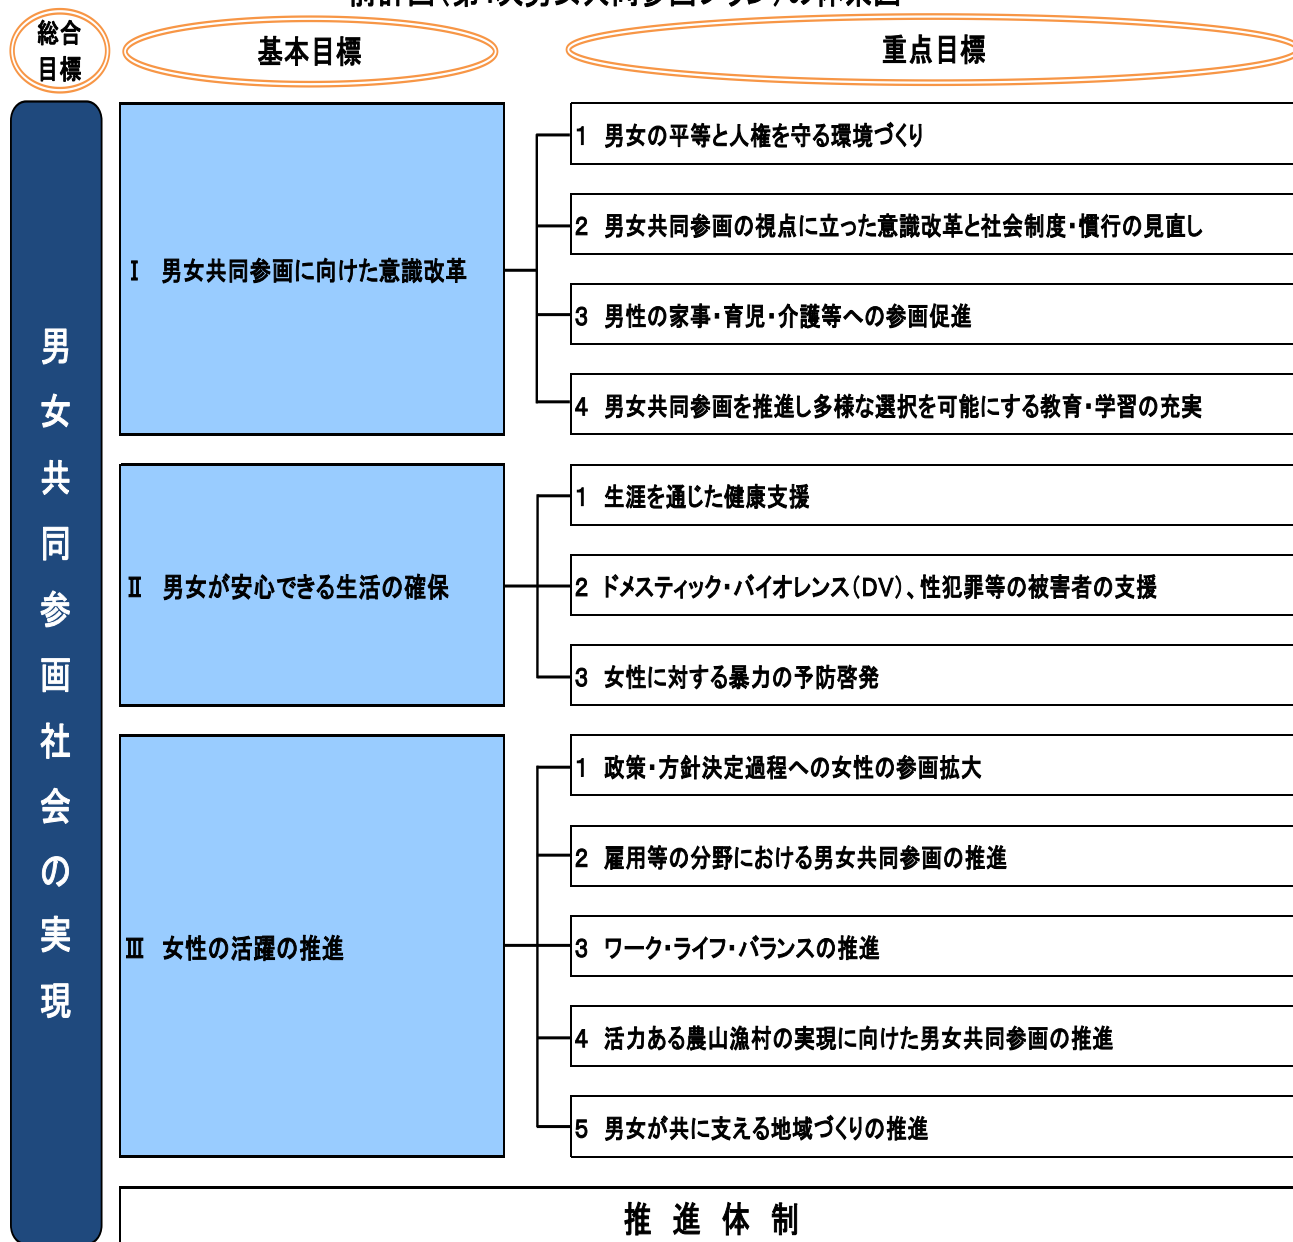 総合
目標
基本目標
重点目標
男女共同参画社会の実現
Ⅰ 男女共同参画に向けた意識改革
1 男女の平等と人権を守る環境づくり
2 男女共同参画の視点に立った意識改革と社会制度・慣行の見直し
3 男性の家事・育児・介護等への参画促進
4 男女共同参画を推進し多様な選択を可能にする教育・学習の充実
Ⅱ 男女が安心できる生活の確保
1 生涯を通じた健康支援
2 ドメスティック・バイオレンス(DV)、性犯罪等の被害者の支援
3 女性に対する暴力の予防啓発
Ⅲ 女性の活躍の推進
1 政策・方針決定過程への女性の参画拡大
2 雇用等の分野における男女共同参画の推進
3 ワーク・ライフ・バランスの推進
4 活力ある農山漁村の実現に向けた男女共同参画の推進
5 男女が共に支える地域づくりの推進
推進体制